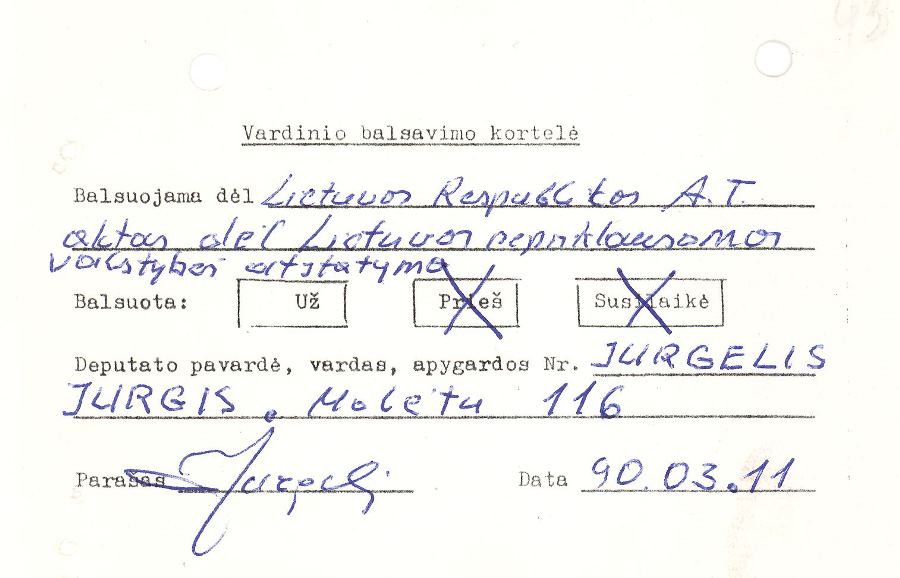 Vardinio balsavimo kortelė
Balsuojama dėl Lietuvos Respublikos A.T.
aktas dėl Lietuvos nepriklausomos
valstybės atstatymo
Balsuota: Už Prieš Susilaikė
Deputato pavardė, vardas, apygardos Nr. JURGELIS
JURGIS. Molėtų 116
Parašas Data 90.03.11